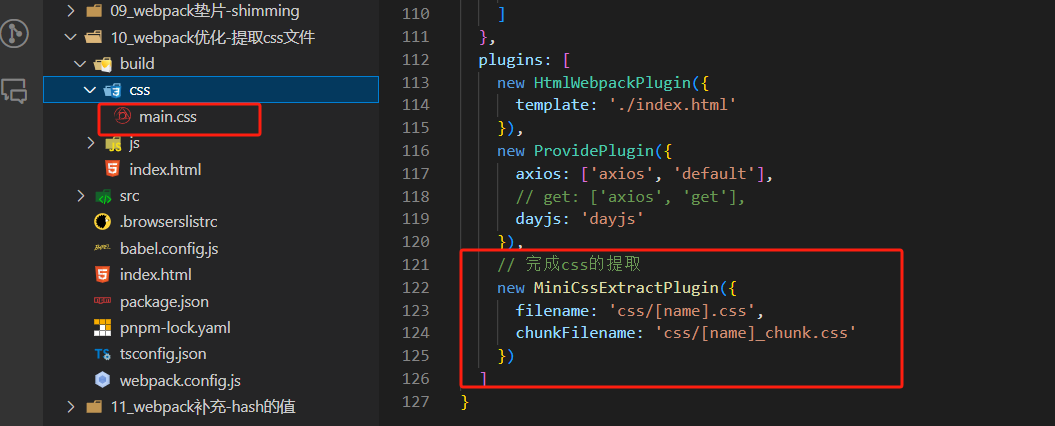 09_webpack垫片-shimming
10_webpack优化-提取css文件
build
css
main.css
js
index.html
src
.browserslistrc
babel.config.js
index.html
package.json
pnpm-lock.yaml
tsconfig.json
webpack.config.js
11_webpack补充-hash的值
110 ]
111 },
112 plugins: [
113 new HtmlWebpackPlugin({
114 template: './index.html'
115 }),
116 new ProvidePlugin({
117 axios: ['axios', 'default'],
118 // get: ['axios', 'get'],
119 dayjs: 'dayjs'
120 }),
121 // 完成css的提取
122 new MiniCssExtractPlugin({
123 filename: 'css/[name].css',
124 chunkFilename: 'css/[name]_chunk.css'
125 })
126 ]
127 }